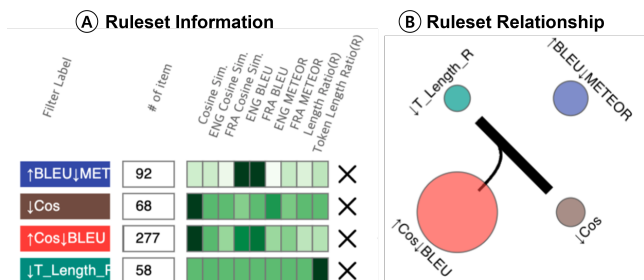 A Ruleset Information
Filter Label
# of item
Cosine Sim.
ENG Cosine Sim.
FRA Cosine Sim.
ENG BLEU
FRA BLEU
ENG METEOR
FRA METEOR
Length Ratio(R)
Token Length Ratio(R)
↑BLEU↓MET 92
↓Cos 68
↑Cos↓BLEU 277
↓T_Length_F 58
B Ruleset Relationship
↓T_Length_R
↑BLEU↓METEOR
↑Cos↓BLEU
↓Cos